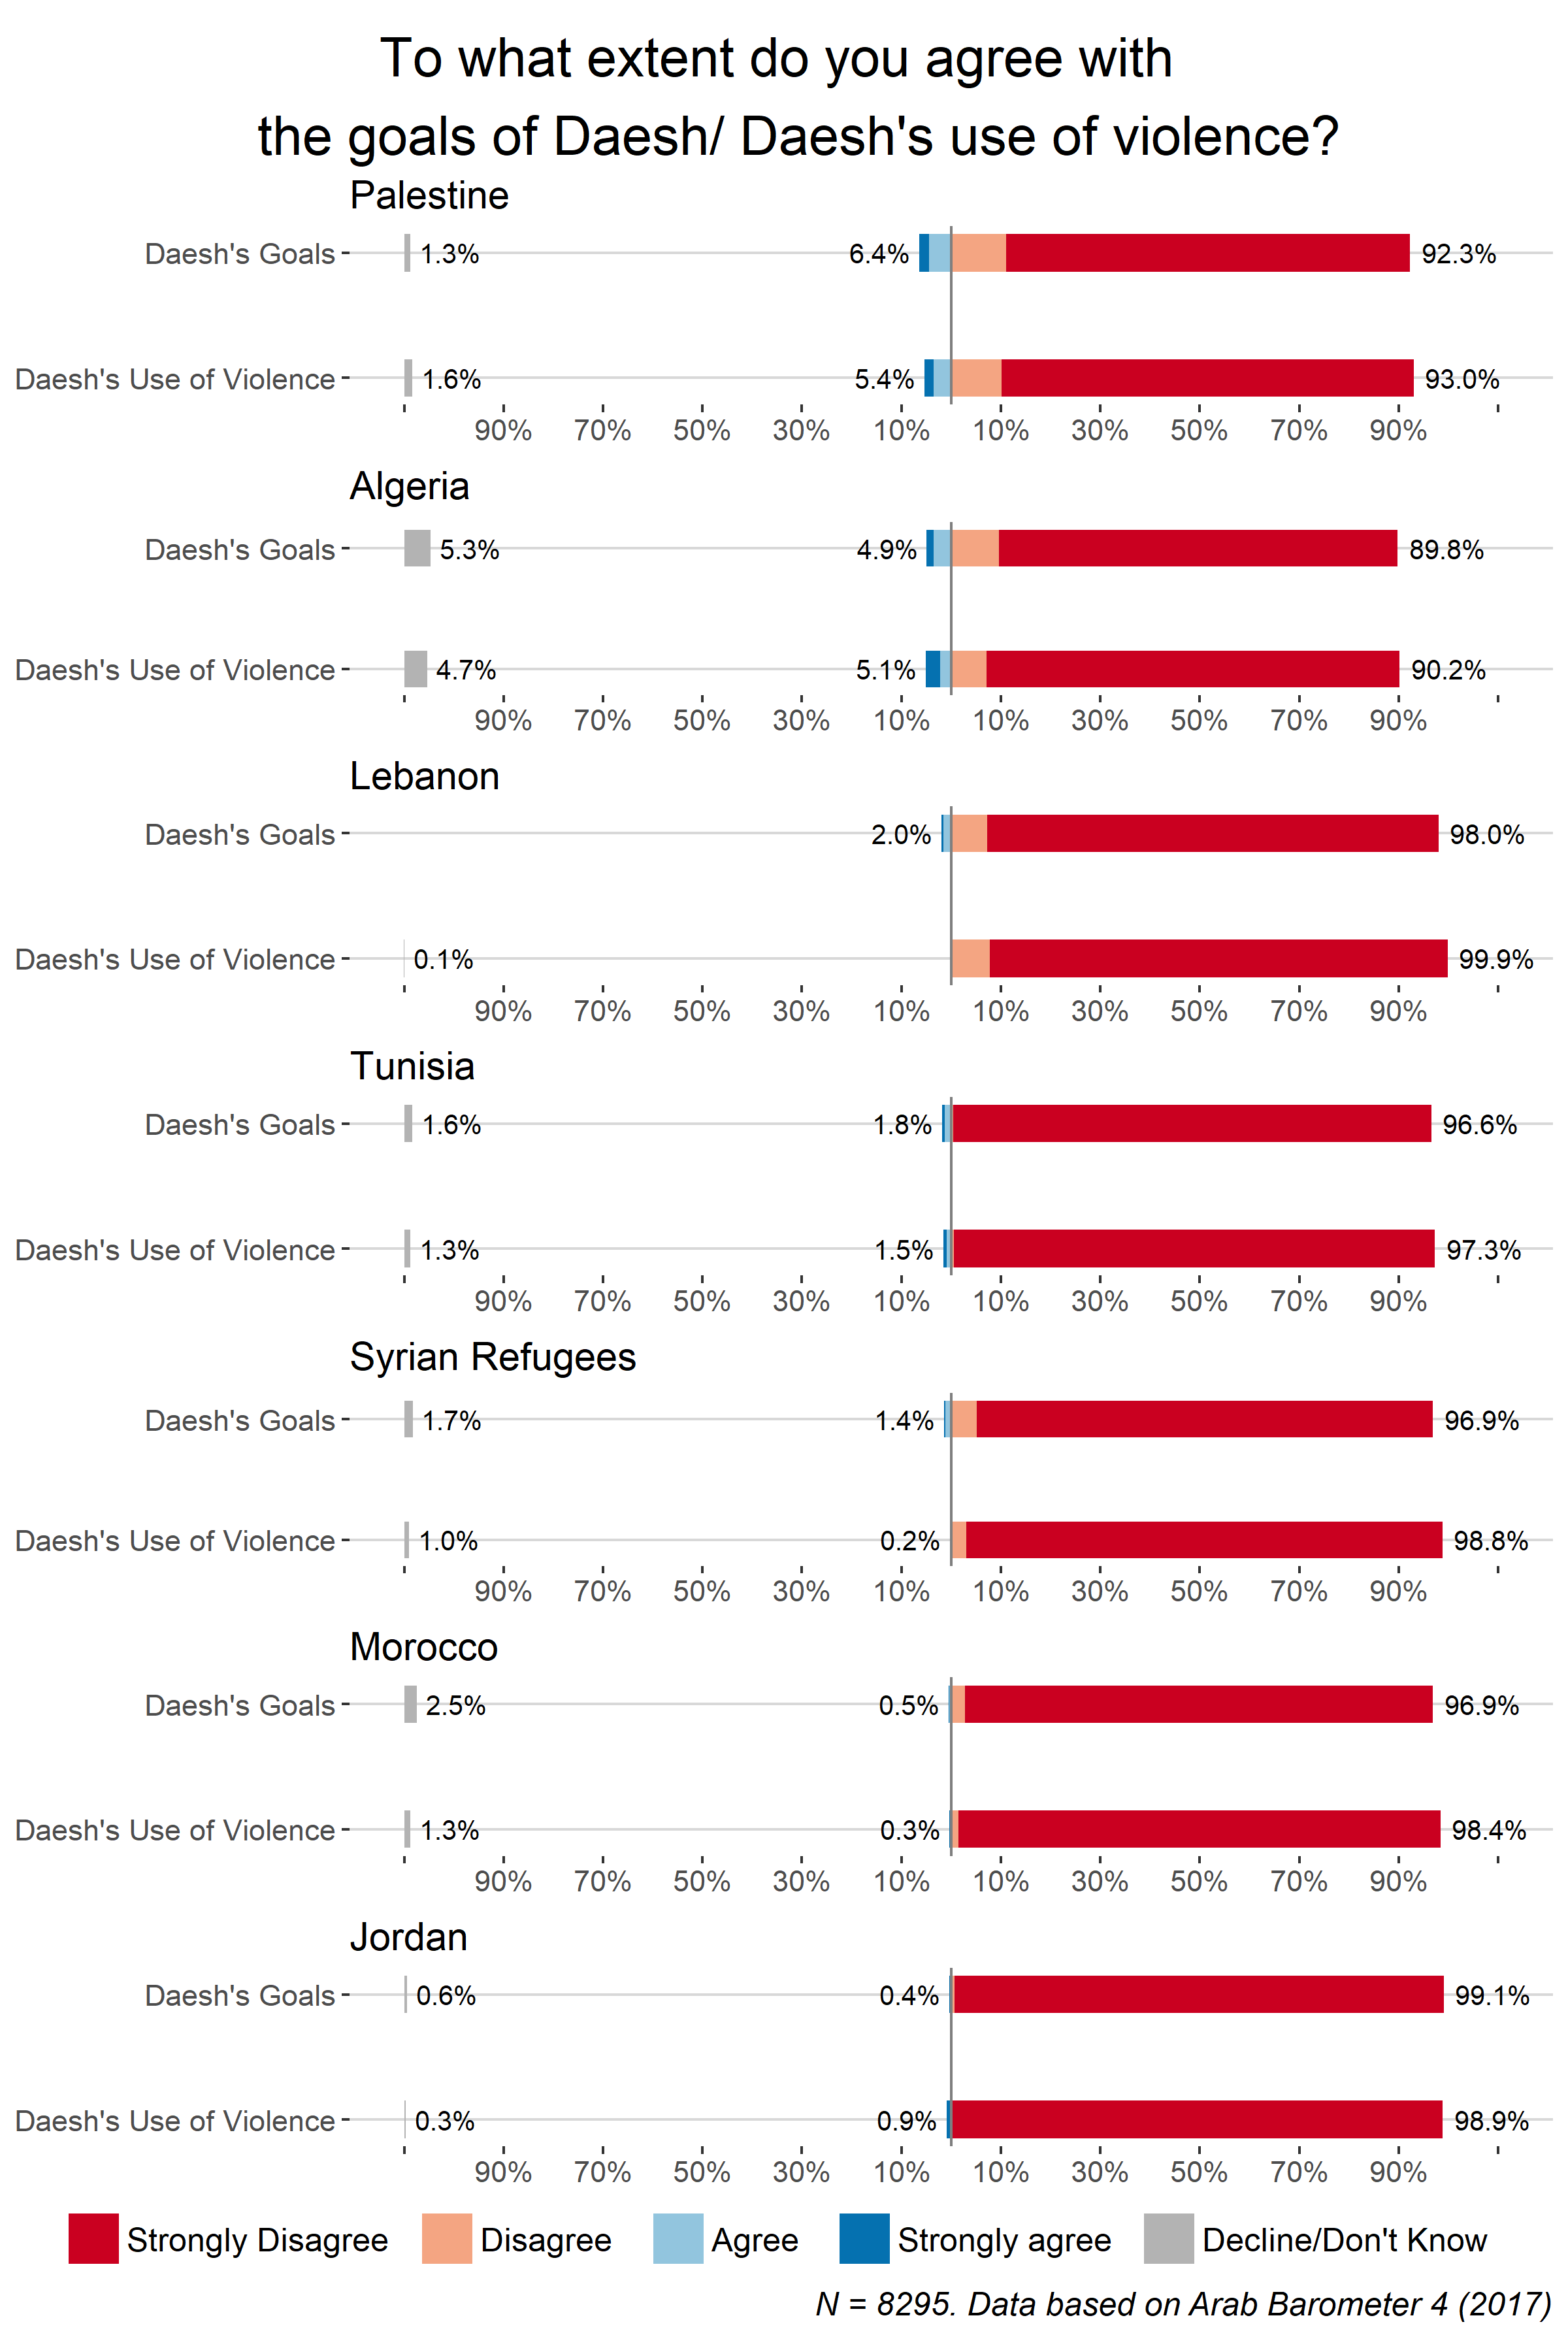 To what extent do you agree with
the goals of Daesh/ Daesh's use of violence?
Palestine
Daesh's Goals 1.3% 6.4% 92.3%
Daesh's Use of Violence 1.6% 5.4% 93.0%
90% 70% 50% 30% 10% 10% 30% 50% 70% 90%
Algeria
Daesh's Goals 5.3% 4.9% 89.8%
Daesh's Use of Violence 4.7% 5.1% 90.2%
90% 70% 50% 30% 10% 10% 30% 50% 70% 90%
Lebanon
Daesh's Goals 2.0% 98.0%
Daesh's Use of Violence 0.1% 99.9%
90% 70% 50% 30% 10% 10% 30% 50% 70% 90%
Tunisia
Daesh's Goals 1.6% 1.8% 96.6%
Daesh's Use of Violence 1.3% 1.5% 97.3%
90% 70% 50% 30% 10% 10% 30% 50% 70% 90%
Syrian Refugees
Daesh's Goals 1.7% 1.4% 96.9%
Daesh's Use of Violence 1.0% 0.2% 98.8%
90% 70% 50% 30% 10% 10% 30% 50% 70% 90%
Morocco
Daesh's Goals 2.5% 0.5% 96.9%
Daesh's Use of Violence 1.3% 0.3% 98.4%
90% 70% 50% 30% 10% 10% 30% 50% 70% 90%
Jordan
Daesh's Goals 0.6% 0.4% 99.1%
Daesh's Use of Violence 0.3% 0.9% 98.9%
90% 70% 50% 30% 10% 10% 30% 50% 70% 90%
Strongly Disagree Disagree Agree Strongly agree Decline/Don't Know
N = 8295. Data based on Arab Barometer 4 (2017)